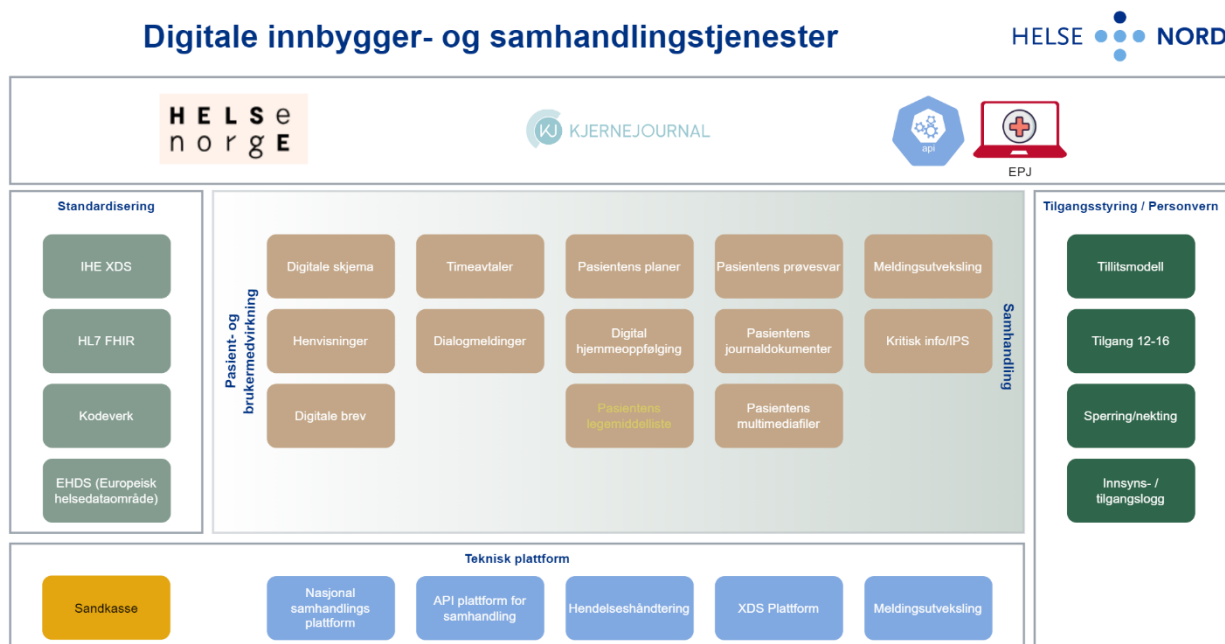 Digitale innbygger- og samhandlingstjenester
HELSE NORD
HELSe
norgE
KJ KJERNEJOURNAL
api
EPJ
Standardisering
IHE XDS
HL7 FHIR
Kodeverk
EHDS (Europeisk
helsedataområde)
Pasient- og
brukermedvirkning
Digitale skjema
Timeavtaler
Pasientens planer
Pasientens prøvesvar
Meldingsutveksling
Henvisninger
Dialogmeldinger
Digital
hjemmeoppfølging
Pasientens
journaldokumenter
Kritisk info/IPS
Digitale brev
Pasientens
legemiddelliste
Pasientens
multimediafiler
Samhandling
Tilgangsstyring / Personvern
Tillitsmodell
Tilgang 12-16
Sperring/nekting
Innsyns- /
tilgangslogg
Teknisk plattform
Sandkasse
Nasjonal
samhandlings
plattform
API plattform for
samhandling
Hendelseshåndtering
XDS Plattform
Meldingsutveksling